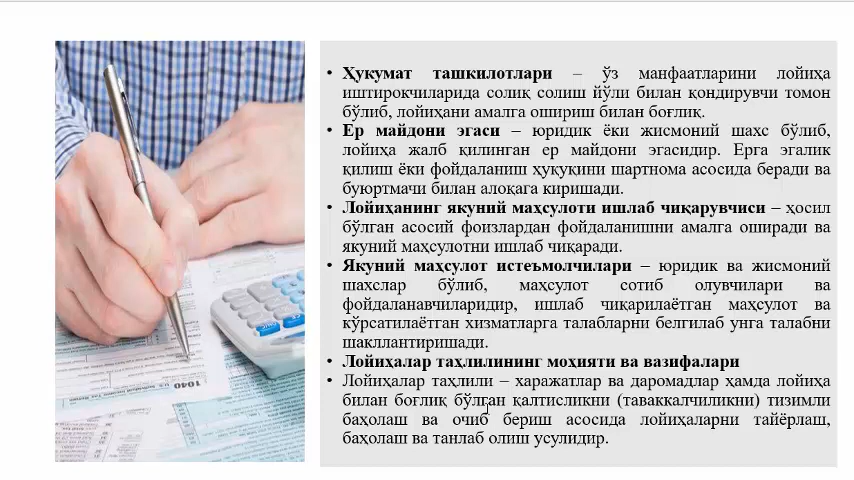 • Ҳукумат ташкилотлари – ўз манфаатларини лойиҳа
иштирокчиларида солиқ солиш йўли билан қондирувчи томон
бўлиб, лойиҳани амалга ошириш билан боғлиқ.
• Ер майдони эгаси – юридик ёки жисмоний шахс бўлиб,
лойиҳа жалб қилинган ер майдони эгасидир. Ерга эгалик
қилиш ёки фойдаланиш ҳуқуқини шартнома асосида беради ва
буюртмачи билан алоқага киришади.
• Лойиҳанинг якуний маҳсулоти ишлаб чиқарувчиси – ҳосил
бўлган асосий фоизлардан фойдаланишни амалга оширади ва
якуний маҳсулотни ишлаб чиқаради.
• Якуний маҳсулот истеъмолчилари – юридик ва жисмоний
шахслар бўлиб, маҳсулот сотиб олувчилари ва
фойдаланавчиларидир, ишлаб чиқарилаётган маҳсулот ва
кўрсатилаётган хизматларга талабларни белгилаб унга талабни
шакллантиришади.
• Лойиҳалар таҳлилининг моҳияти ва вазифалари
• Лойиҳалар таҳлили – харажатлар ва даромадлар ҳамда лойиҳа
билан боғлиқ бўлган қалтисликни (таваккалчиликни) тизимли
баҳолаш ва очиб бериш асосида лойиҳаларни тайёрлаш,
баҳолаш ва танлаб олиш усулидир.
1040